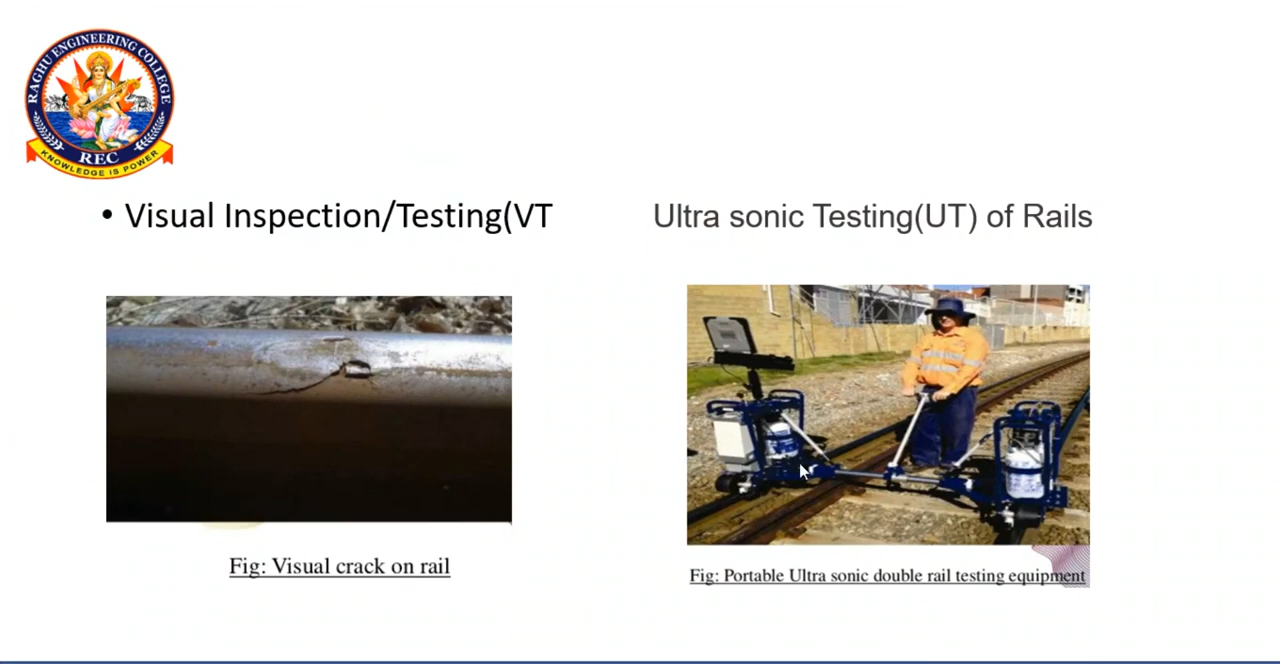 RAGHU ENGINEERING COLLEGE
REC
KNOWLEDGE IS POWER
• Visual Inspection/Testing(VT
Ultra sonic Testing(UT) of Rails
Fig: Visual crack on rail
Fig: Portable Ultra sonic double rail testing equipment